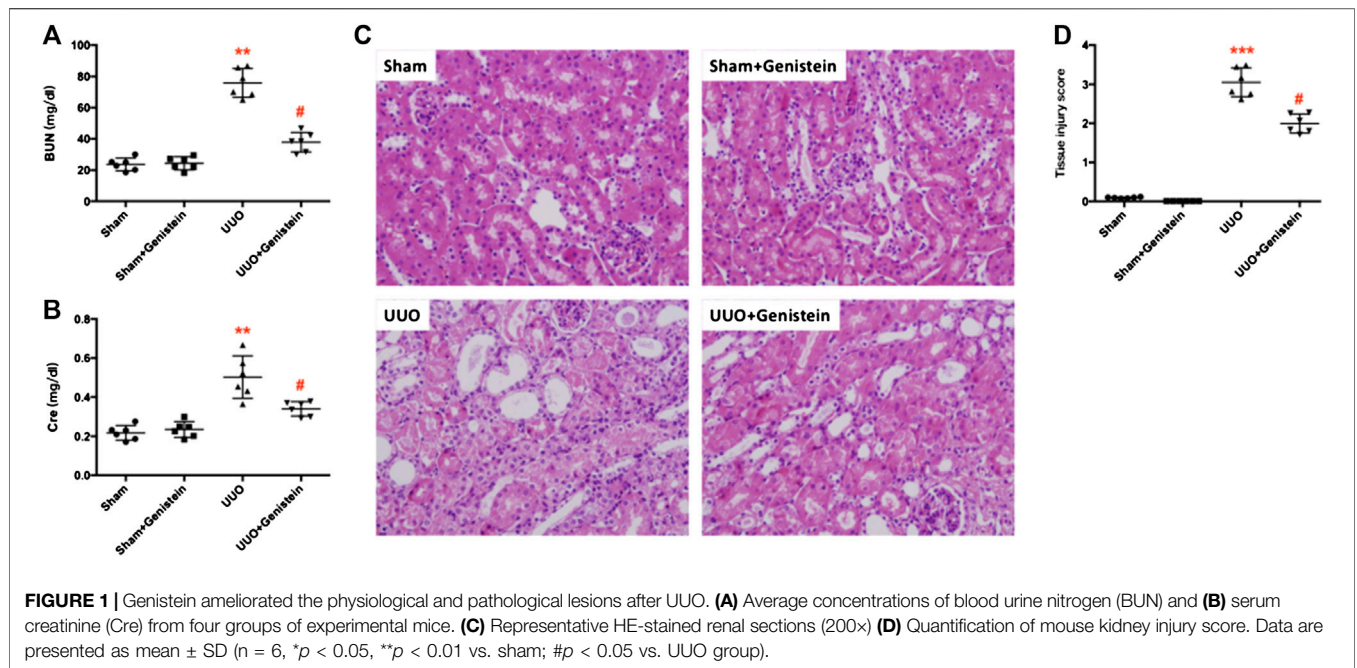 A
100
80
60
40
20
0
BUN (mg/dl)
**
#
Sham
Sham+Genistein
UUO
UUO+Genistein
B
0.8
0.6
0.4
0.2
0.0
Cre (mg/dl)
**
#
Sham
Sham+Genistein
UUO
UUO+Genistein
C
Sham
Sham+Genistein
UUO
UUO+Genistein
D
4
3
2
1
0
Tissue injury score
***
#
Sham
Sham+Genistein
UUO
UUO+Genistein
FIGURE 1 | Genistein ameliorated the physiological and pathological lesions after UUO. (A) Average concentrations of blood urine nitrogen (BUN) and (B) serum
creatinine (Cre) from four groups of experimental mice. (C) Representative HE-stained renal sections (200×) (D) Quantification of mouse kidney injury score. Data are
presented as mean ± SD (n = 6, *p < 0.05, **p < 0.01 vs. sham; #p < 0.05 vs. UUO group).